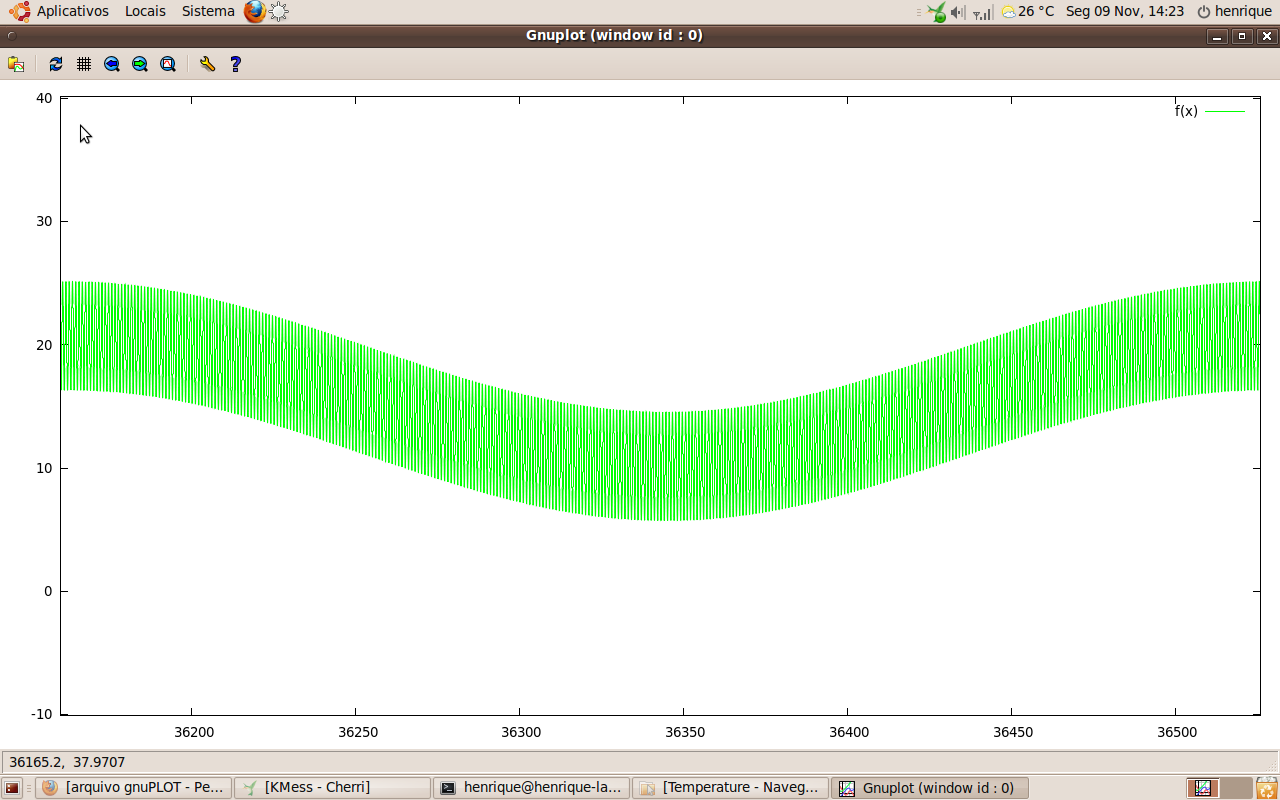 Aplicativos Locais Sistema 26 °C Seg 09 Nov, 14:23 henrique
Gnuplot (window id : 0)
?
f(x)
40
30
20
10
0
-10
36200 36250 36300 36350 36400 36450 36500
36165.2, 37.9707
[arquivo gnuPLOT - Pe... [KMess - Cherri] henrique@henrique-la... [Temperature - Naveg... Gnuplot (window id : 0)